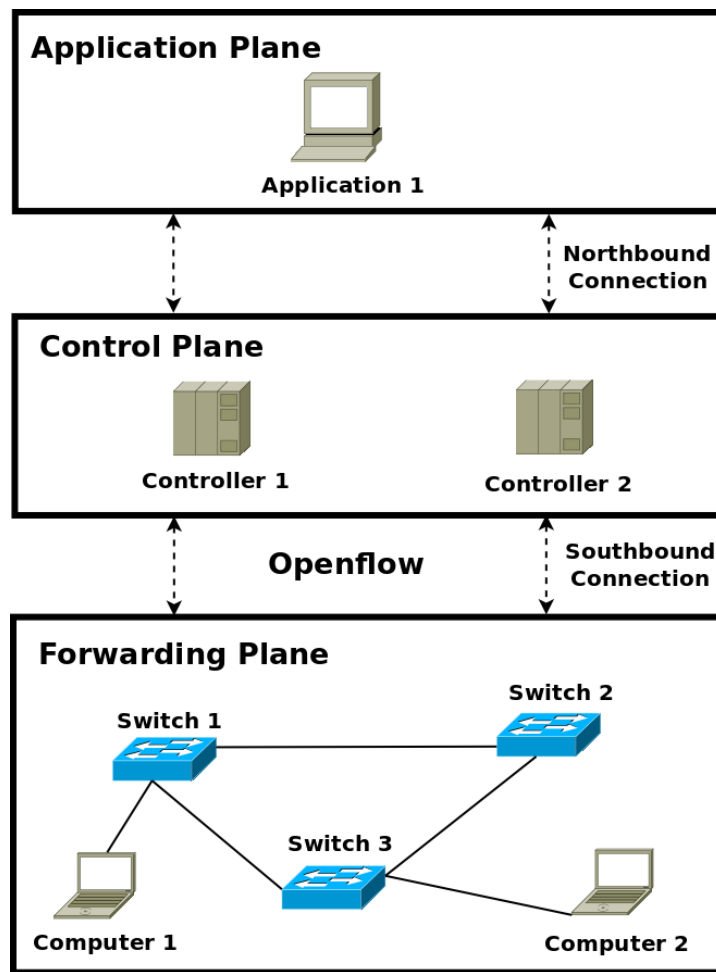 Application Plane
Application 1
Northbound
Connection
Control Plane
Controller 1
Controller 2
Openflow
Southbound
Connection
Forwarding Plane
Switch 2
Switch 1
Switch 3
Computer 1
Computer 2